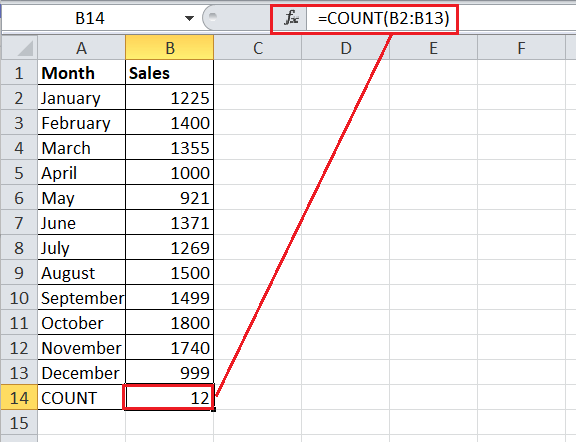 B14 fx =COUNT(B2:B13)
A B C D E F
1 Month Sales
2 January 1225
3 February 1400
4 March 1355
5 April 1000
6 May 921
7 June 1371
8 July 1269
9 August 1500
10 September 1499
11 October 1800
12 November 1740
13 December 999
14 COUNT 12
15